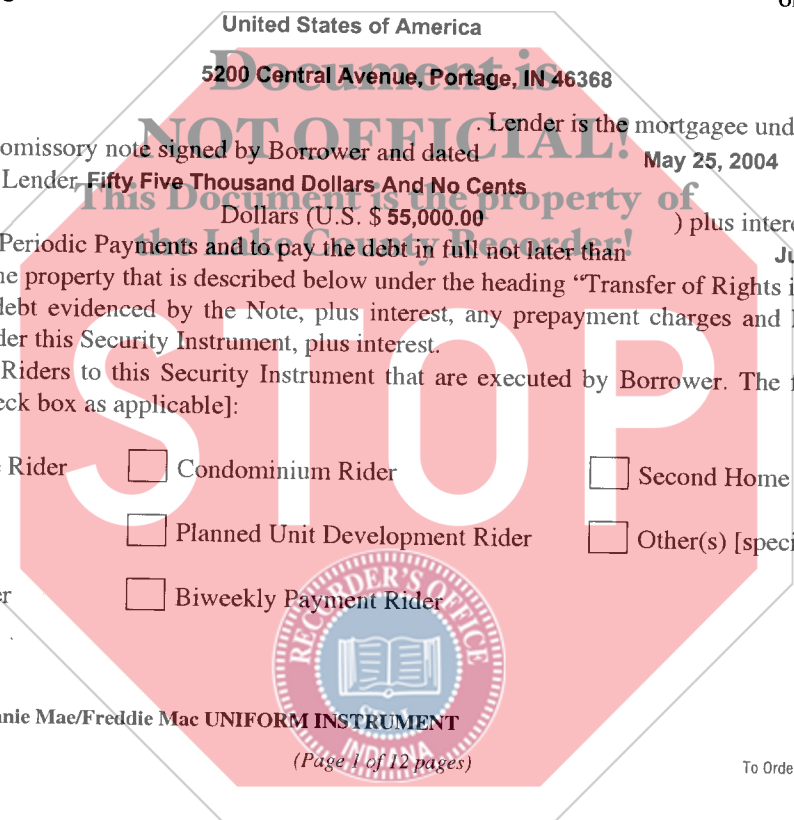 United States of America
Document is
5200 Central Avenue, Portage, IN 46368
NOT OFFICIAL!
. Lender is the mortgagee und
omissory note signed by Borrower and dated May 25, 2004
Lender Fifty Five Thousand Dollars And No Cents
This Document is the property of
Dollars (U.S. $ 55,000.00 ) plus intere
the Lake County Recorder!
Periodic Payments and to pay the debt in full not later than Ju
ne property that is described below under the heading “Transfer of Rights i
debt evidenced by the Note, plus interest, any prepayment charges and l
der this Security Instrument, plus interest.
Riders to this Security Instrument that are executed by Borrower. The f
eck box as applicable]:
STOP
Rider Condominium Rider Second Home
Planned Unit Development Rider Other(s) [speci
er Biweekly Payment Rider
RECORDER'S OFFICE
SEAL
INDIANA
nnie Mae/Freddie Mac UNIFORM INSTRUMENT
(Page 1 of 12 pages)
To Orde